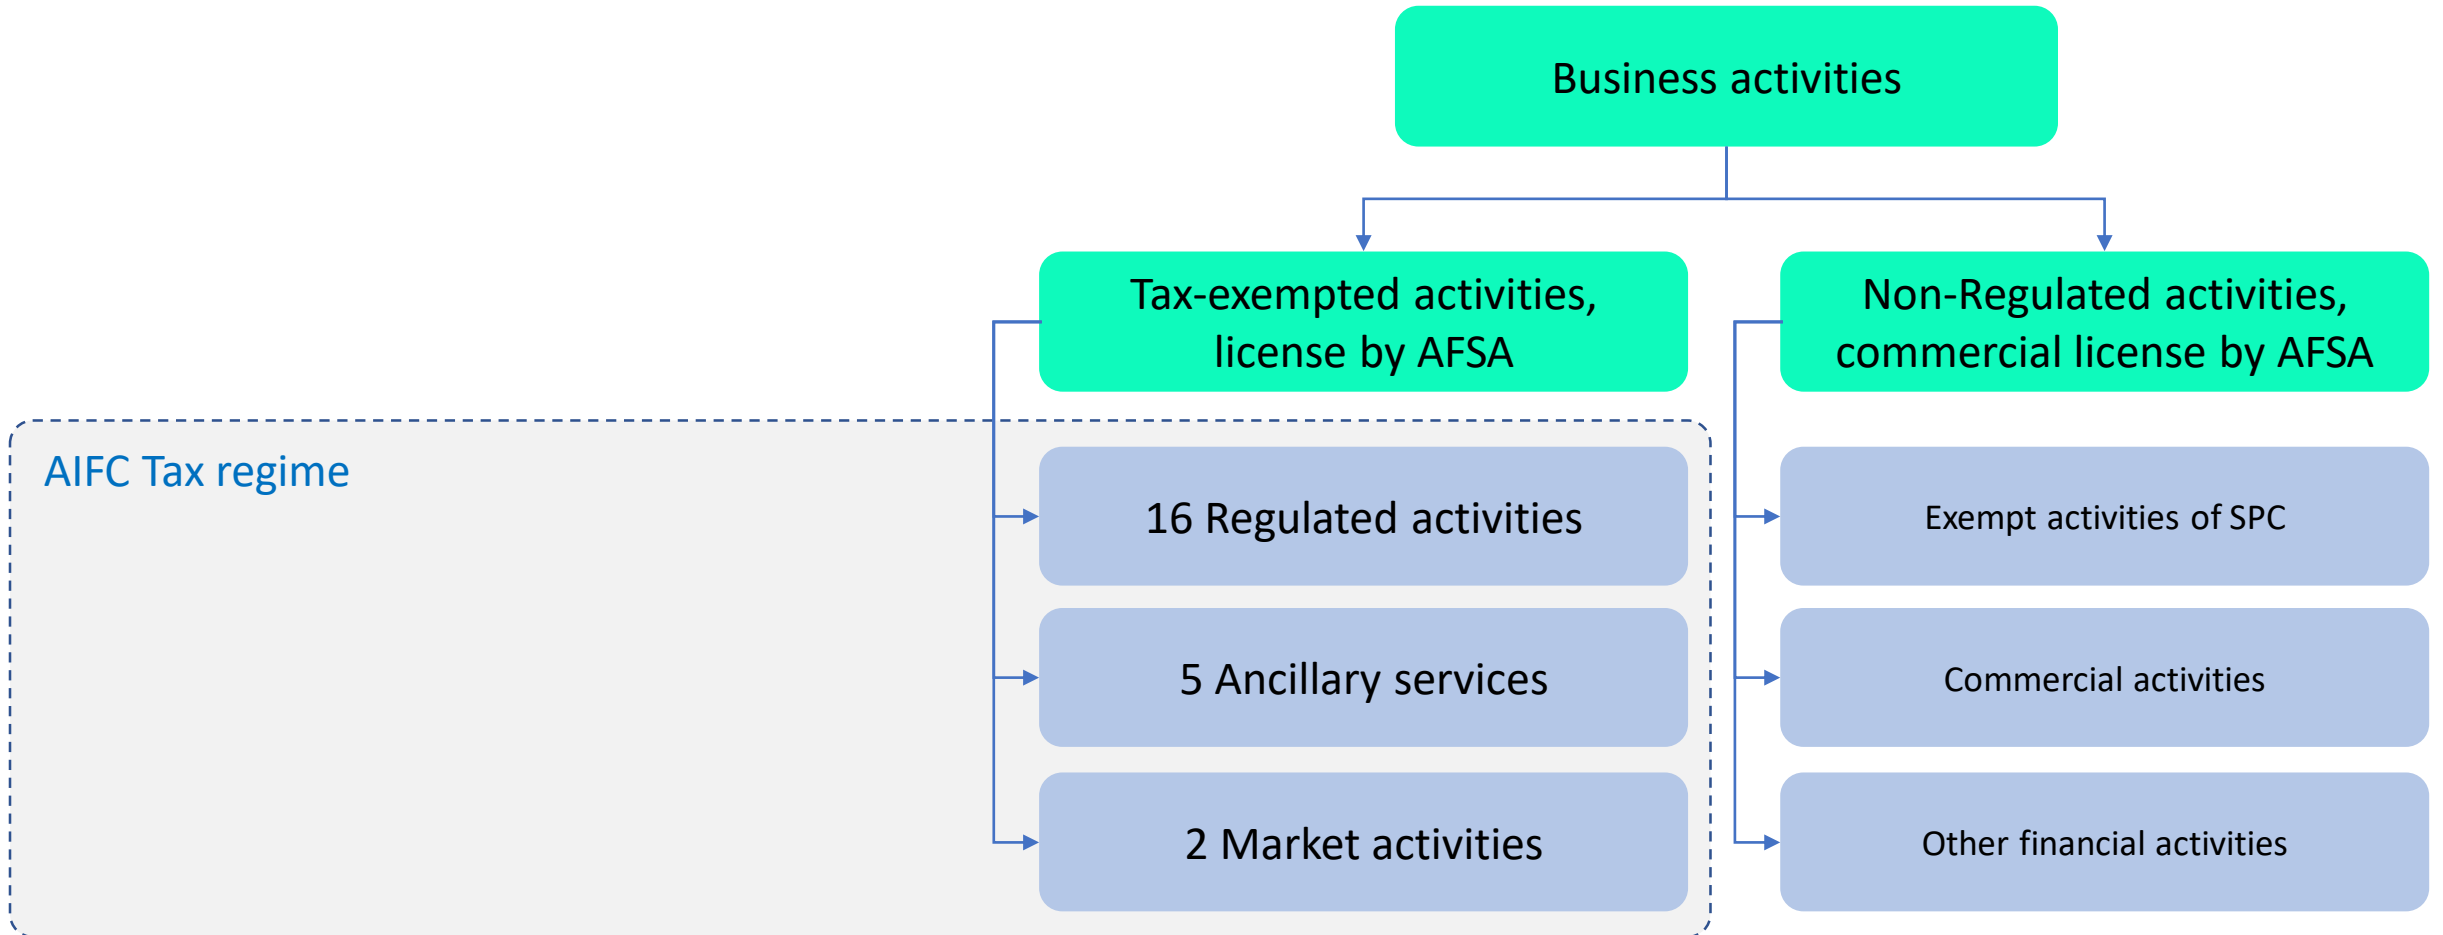 Business activities
Tax-exempted activities,
license by AFSA
Non-Regulated activities,
commercial license by AFSA
AIFC Tax regime
16 Regulated activities
Exempt activities of SPC
5 Ancillary services
Commercial activities
2 Market activities
Other financial activities